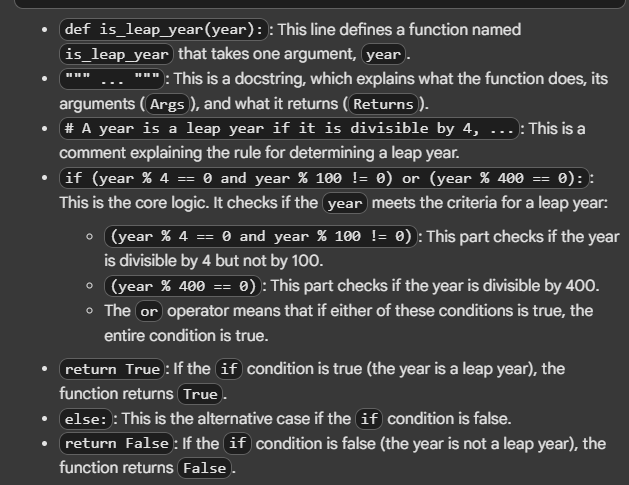 • def is_leap_year(year): : This line defines a function named
is_leap_year that takes one argument, year .
• """ ... """ : This is a docstring, which explains what the function does, its
arguments ( Args ), and what it returns ( Returns ).
• # A year is a leap year if it is divisible by 4, ... : This is a
comment explaining the rule for determining a leap year.
• if (year % 4 == 0 and year % 100 != 0) or (year % 400 == 0): :
This is the core logic. It checks if the year meets the criteria for a leap year:
◦ (year % 4 == 0 and year % 100 != 0) : This part checks if the year
is divisible by 4 but not by 100.
◦ (year % 400 == 0) : This part checks if the year is divisible by 400.
◦ The or operator means that if either of these conditions is true, the
entire condition is true.
• return True : If the if condition is true (the year is a leap year), the
function returns True .
• else: : This is the alternative case if the if condition is false.
• return False : If the if condition is false (the year is not a leap year), the
function returns False .